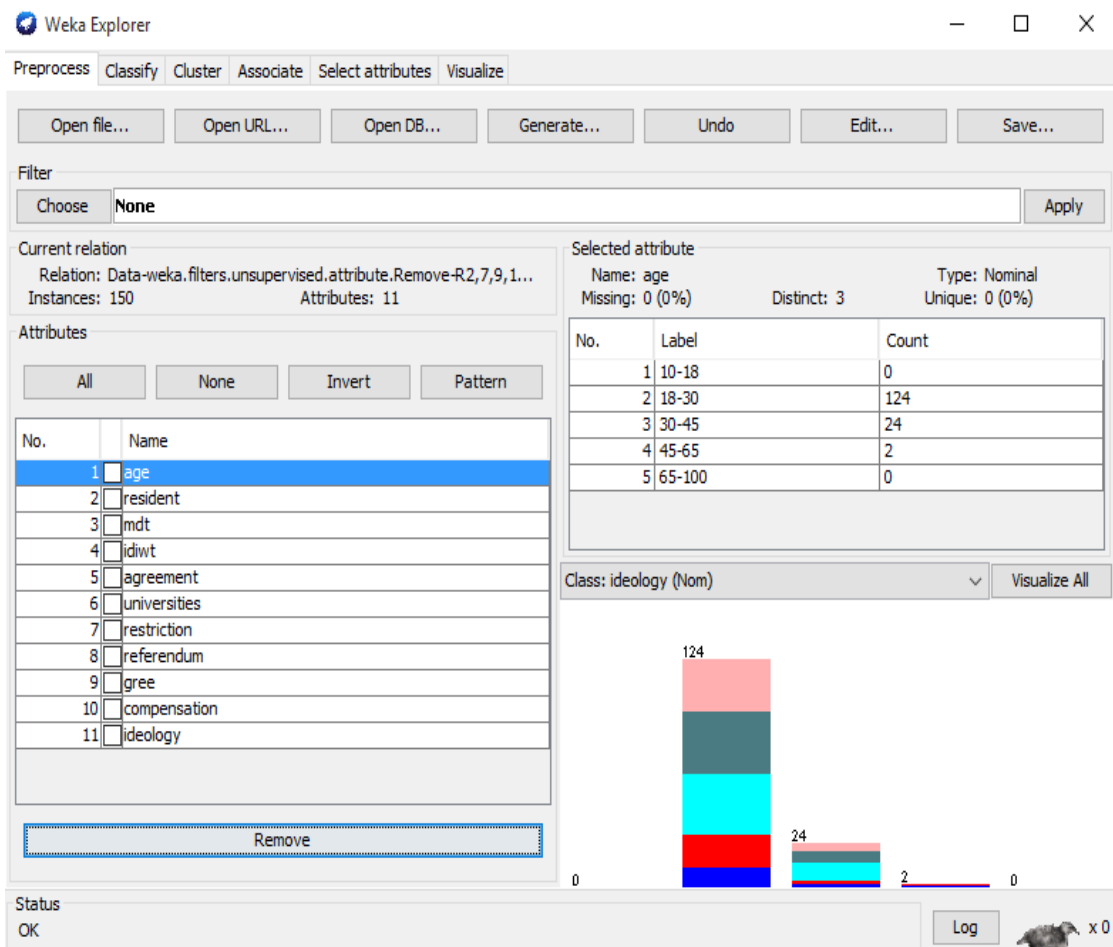 Weka Explorer
Preprocess Classify Cluster Associate Select attributes Visualize
Open file... Open URL... Open DB... Generate... Undo Edit... Save...
Filter
Choose None Apply
Current relation
Relation: Data-weka.filters.unsupervised.attribute.Remove-R2,7,9,1...
Instances: 150 Attributes: 11
Attributes
All None Invert Pattern
No. Name
1 age
2 resident
3 mdt
4 idiwt
5 agreement
6 universities
7 restriction
8 referendum
9 gree
10 compensation
11 ideology
Remove
Selected attribute
Name: age Type: Nominal
Missing: 0 (0%) Distinct: 3 Unique: 0 (0%)
No. Label Count
1 10-18 0
2 18-30 124
3 30-45 24
4 45-65 2
5 65-100 0
Class: ideology (Nom) Visualize All
124
24
0 2 0
Status
OK Log x 0